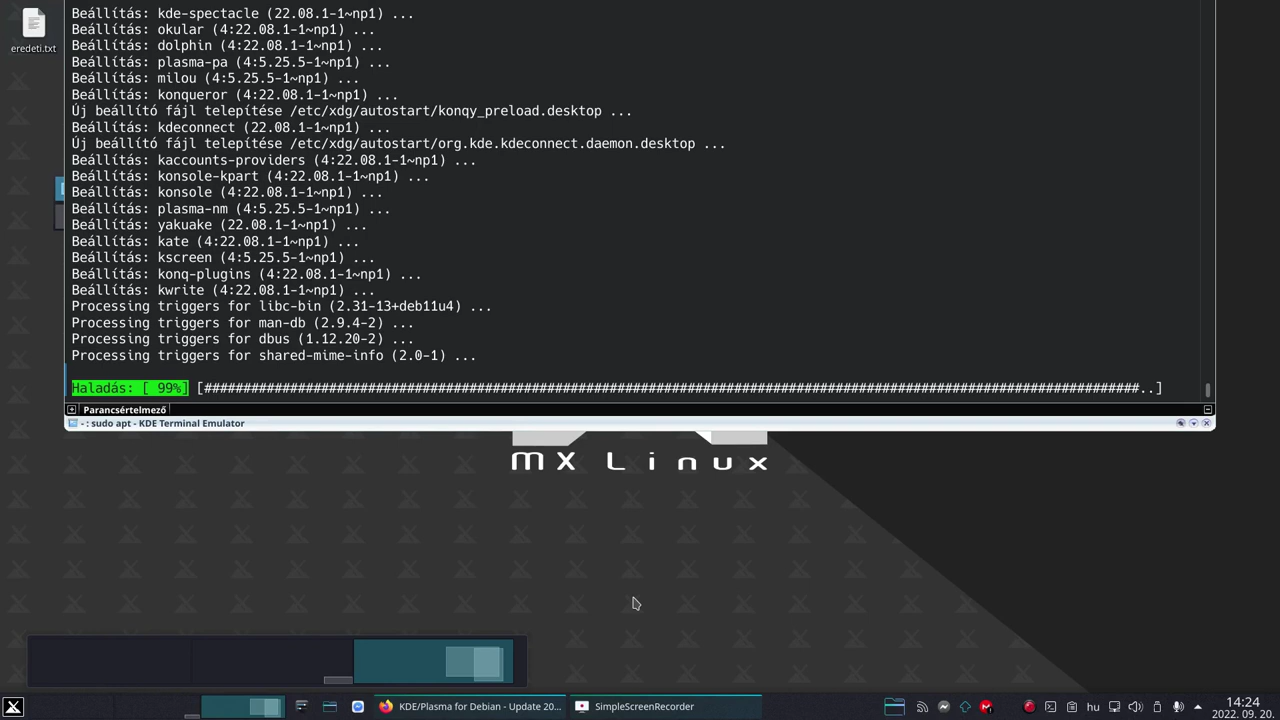 Beállítás: kde-spectacle (22.08.1-1~np1) ...
Beállítás: okular (4:22.08.1-1~np1) ...
Beállítás: dolphin (4:22.08.1-1~np1) ...
Beállítás: plasma-pa (4:5.25.5-1~np1) ...
Beállítás: milou (4:5.25.5-1~np1) ...
Beállítás: konqueror (4:22.08.1-1~np1) ...
Új beállító fájl telepítése /etc/xdg/autostart/konqy_preload.desktop ...
Beállítás: kdeconnect (22.08.1-1~np1) ...
Új beállító fájl telepítése /etc/xdg/autostart/org.kde.kdeconnect.daemon.desktop ...
Beállítás: kaccounts-providers (4:22.08.1-1~np1) ...
Beállítás: konsole-kpart (4:22.08.1-1~np1) ...
Beállítás: konsole (4:22.08.1-1~np1) ...
Beállítás: plasma-nm (4:5.25.5-1~np1) ...
Beállítás: yakuake (22.08.1-1~np1) ...
Beállítás: kate (4:22.08.1-1~np1) ...
Beállítás: kscreen (4:5.25.5-1~np1) ...
Beállítás: konq-plugins (4:22.08.1-1~np1) ...
Beállítás: kwrite (4:22.08.1-1~np1) ...
Processing triggers for libc-bin (2.31-13+deb11u4) ...
Processing triggers for man-db (2.9.4-2) ...
Processing triggers for dbus (1.12.20-2) ...
Processing triggers for shared-mime-info (2.0-1) ...
Haladás: [ 99%] [########################################################################################################################..]
Parancsértelmező
- : sudo apt - KDE Terminal Emulator
eredeti.txt
MX Linux
KDE/Plasma for Debian - Update 20...
SimpleScreenRecorder
hu
14:24
2022. 09. 20.